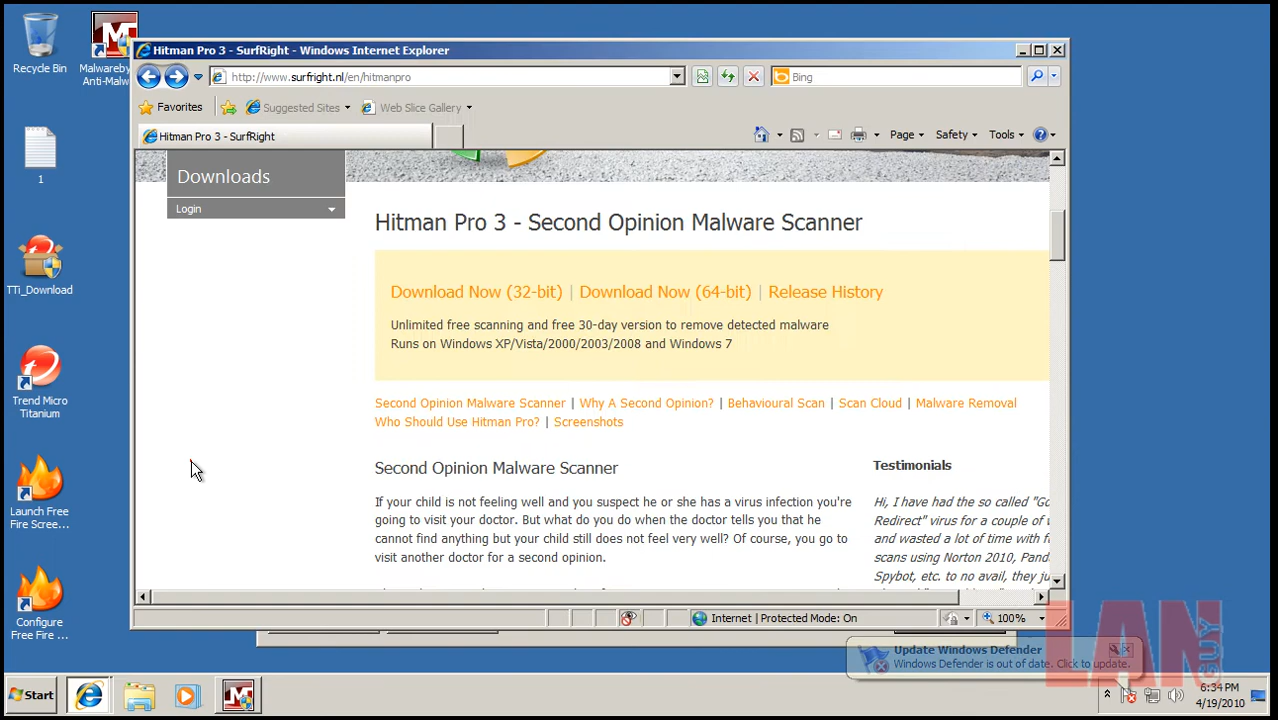 Recycle Bin
Malwareby...
Anti-Malw...
1
TTi_Download
Trend Micro
Titanium
Launch Free
Fire Scree...
Configure
Free Fire ...
Hitman Pro 3 - SurfRight - Windows Internet Explorer
http://www.surfright.nl/en/hitmanpro
Bing
Favorites
Suggested Sites
Web Slice Gallery
Hitman Pro 3 - SurfRight
Page
Safety
Tools
Downloads
Login
Hitman Pro 3 - Second Opinion Malware Scanner
Download Now (32-bit) | Download Now (64-bit) | Release History
Unlimited free scanning and free 30-day version to remove detected malware
Runs on Windows XP/Vista/2000/2003/2008 and Windows 7
Second Opinion Malware Scanner | Why A Second Opinion? | Behavioural Scan | Scan Cloud | Malware Removal
Who Should Use Hitman Pro? | Screenshots
Second Opinion Malware Scanner
If your child is not feeling well and you suspect he or she has a virus infection you're
going to visit your doctor. But what do you do when the doctor tells you that he
cannot find anything but your child still does not feel very well? Of course, you go to
visit another doctor for a second opinion.
Testimonials
Hi, I have had the so called "Go
Redirect" virus for a couple of
and wasted a lot of time with
scans using Norton 2010, Pand
Spybot, etc. to no avail, they
Internet | Protected Mode: On
100%
Update Windows Defender
Windows Defender is out of date. Click to update.
LAN
GUY
Start
6:34 PM
4/19/2010